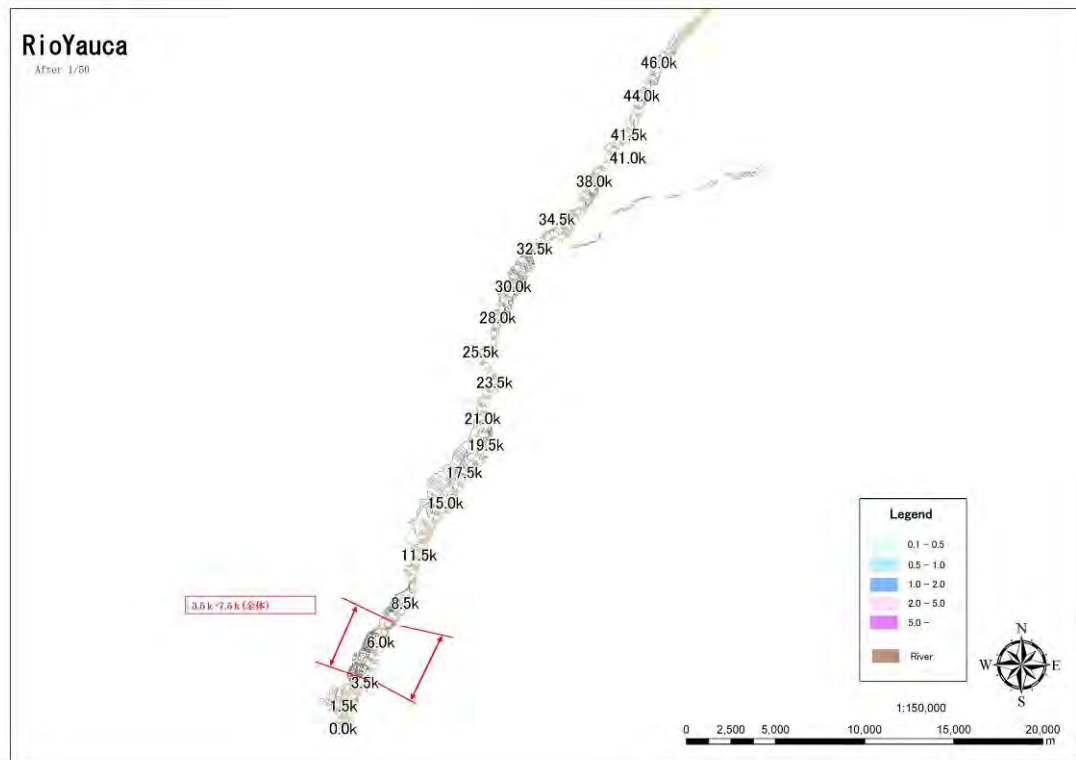 RioYauca
After 1/50
46.0k
44.0k
41.5k
41.0k
38.0k
34.5k
32.5k
30.0k
28.0k
25.5k
23.5k
21.0k
19.5k
17.5k
15.0k
11.5k
8.5k
3.5k-7.5k(全体)
6.0k
3.5k
1.5k
0.0k
Legend
0.1 - 0.5
0.5 - 1.0
1.0 - 2.0
2.0 - 5.0
5.0 -
River
N
W E
S
1:150,000
0 2,500 5,000 10,000 15,000 20,000
m